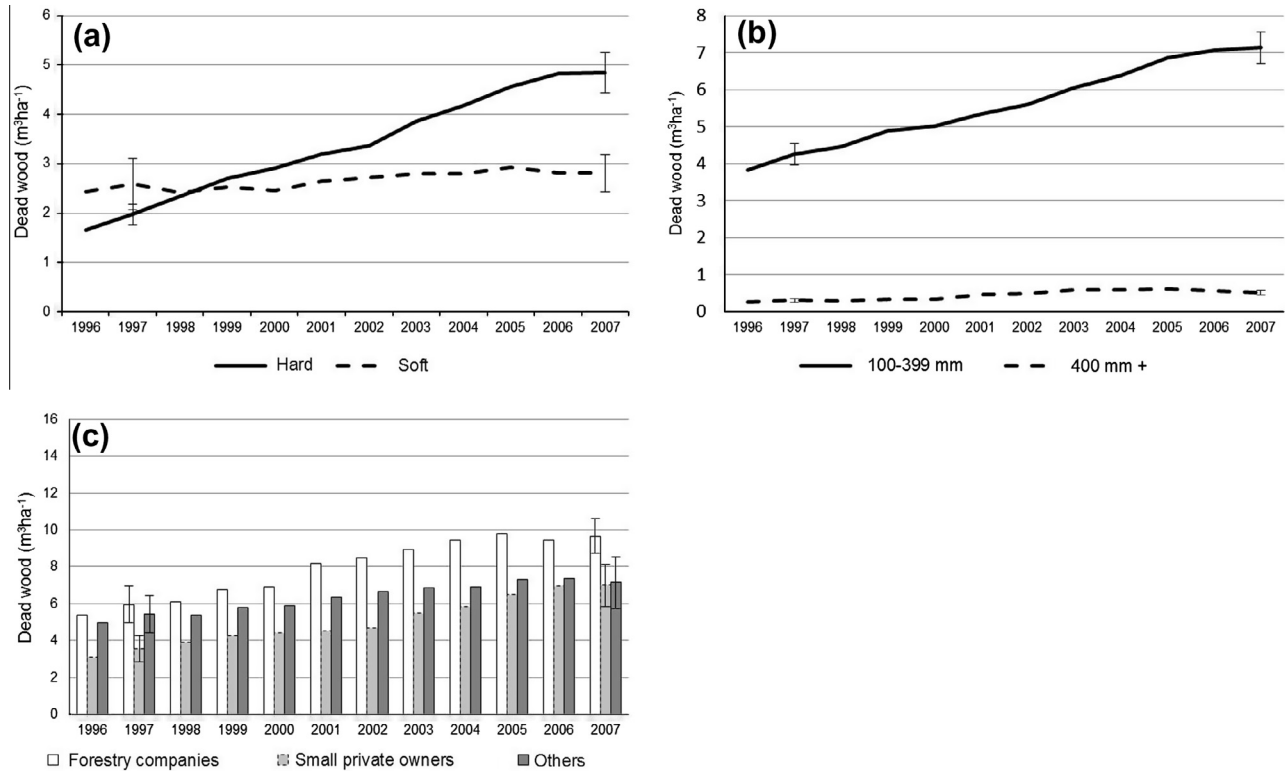 (a)
Dead wood (m³ha⁻¹)
6
5
4
3
2
1
0
1996 1997 1998 1999 2000 2001 2002 2003 2004 2005 2006 2007
Hard Soft
(b)
Dead wood (m³ha⁻¹)
8
7
6
5
4
3
2
1
0
1996 1997 1998 1999 2000 2001 2002 2003 2004 2005 2006 2007
100-399 mm 400 mm +
(c)
Dead wood (m³ha⁻¹)
16
14
12
10
8
6
4
2
0
1996 1997 1998 1999 2000 2001 2002 2003 2004 2005 2006 2007
Forestry companies Small private owners Others